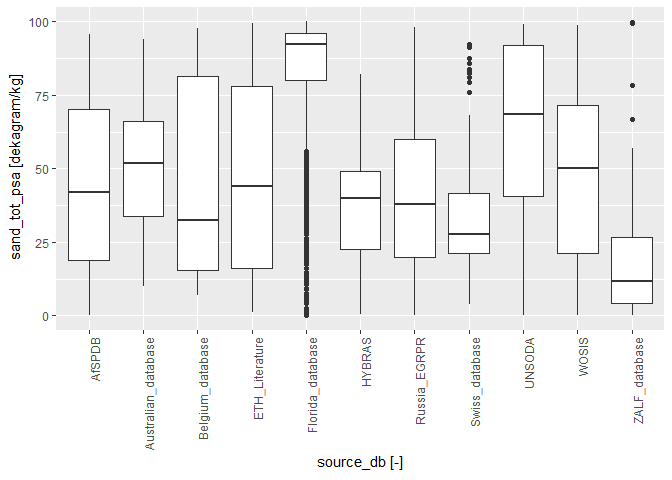 sand_tot_psa [dekagram/kg]
100
75
50
25
0
AfSPDB
Australian_database
Belgium_database
ETH_Literature
Florida_database
HYBRAS
Russia_EGRPR
Swiss_database
UNSODA
WOSIS
ZALF_database
source_db [-]